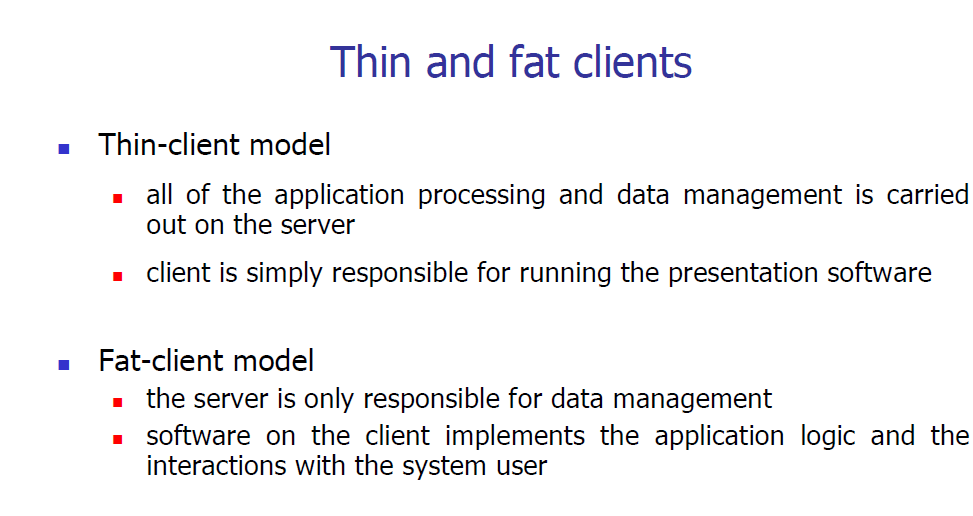 Thin and fat clients
Thin-client model
all of the application processing and data management is carried
out on the server
client is simply responsible for running the presentation software
Fat-client model
the server is only responsible for data management
software on the client implements the application logic and the
interactions with the system user